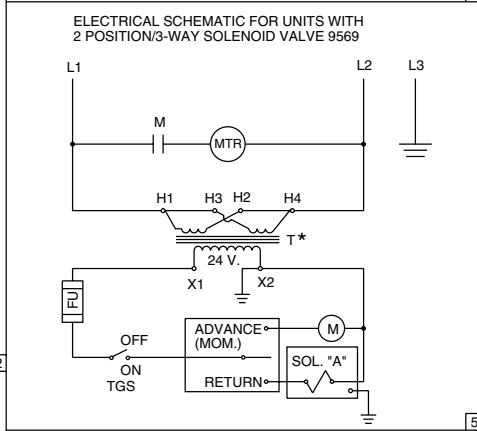 ELECTRICAL SCHEMATIC FOR UNITS WITH
2 POSITION/3-WAY SOLENOID VALVE 9569
L1
L2
L3
M
MTR
H1
H3
H2
H4
T*
24 V.
X1
X2
FU
OFF
ON
TGS
ADVANCE
(MOM.)
RETURN
M
SOL. "A"
2
5